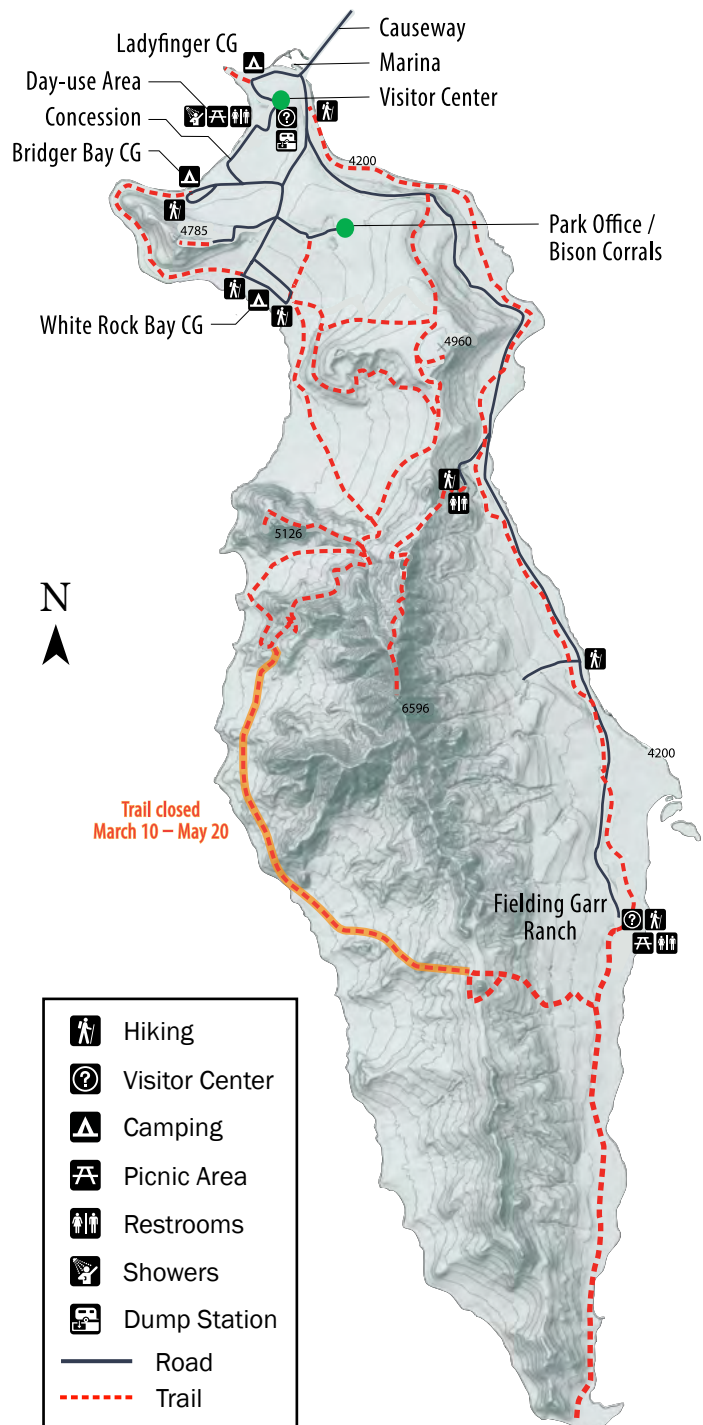 Causeway
Ladyfinger CG
Marina
Day-use Area
Visitor Center
Concession
Bridger Bay CG
4200
4785
Park Office /
Bison Corrals
White Rock Bay CG
4960
5126
N
6596
4200
Trail closed
March 10 – May 20
Fielding Garr
Ranch
Hiking
Visitor Center
Camping
Picnic Area
Restrooms
Showers
Dump Station
Road
Trail